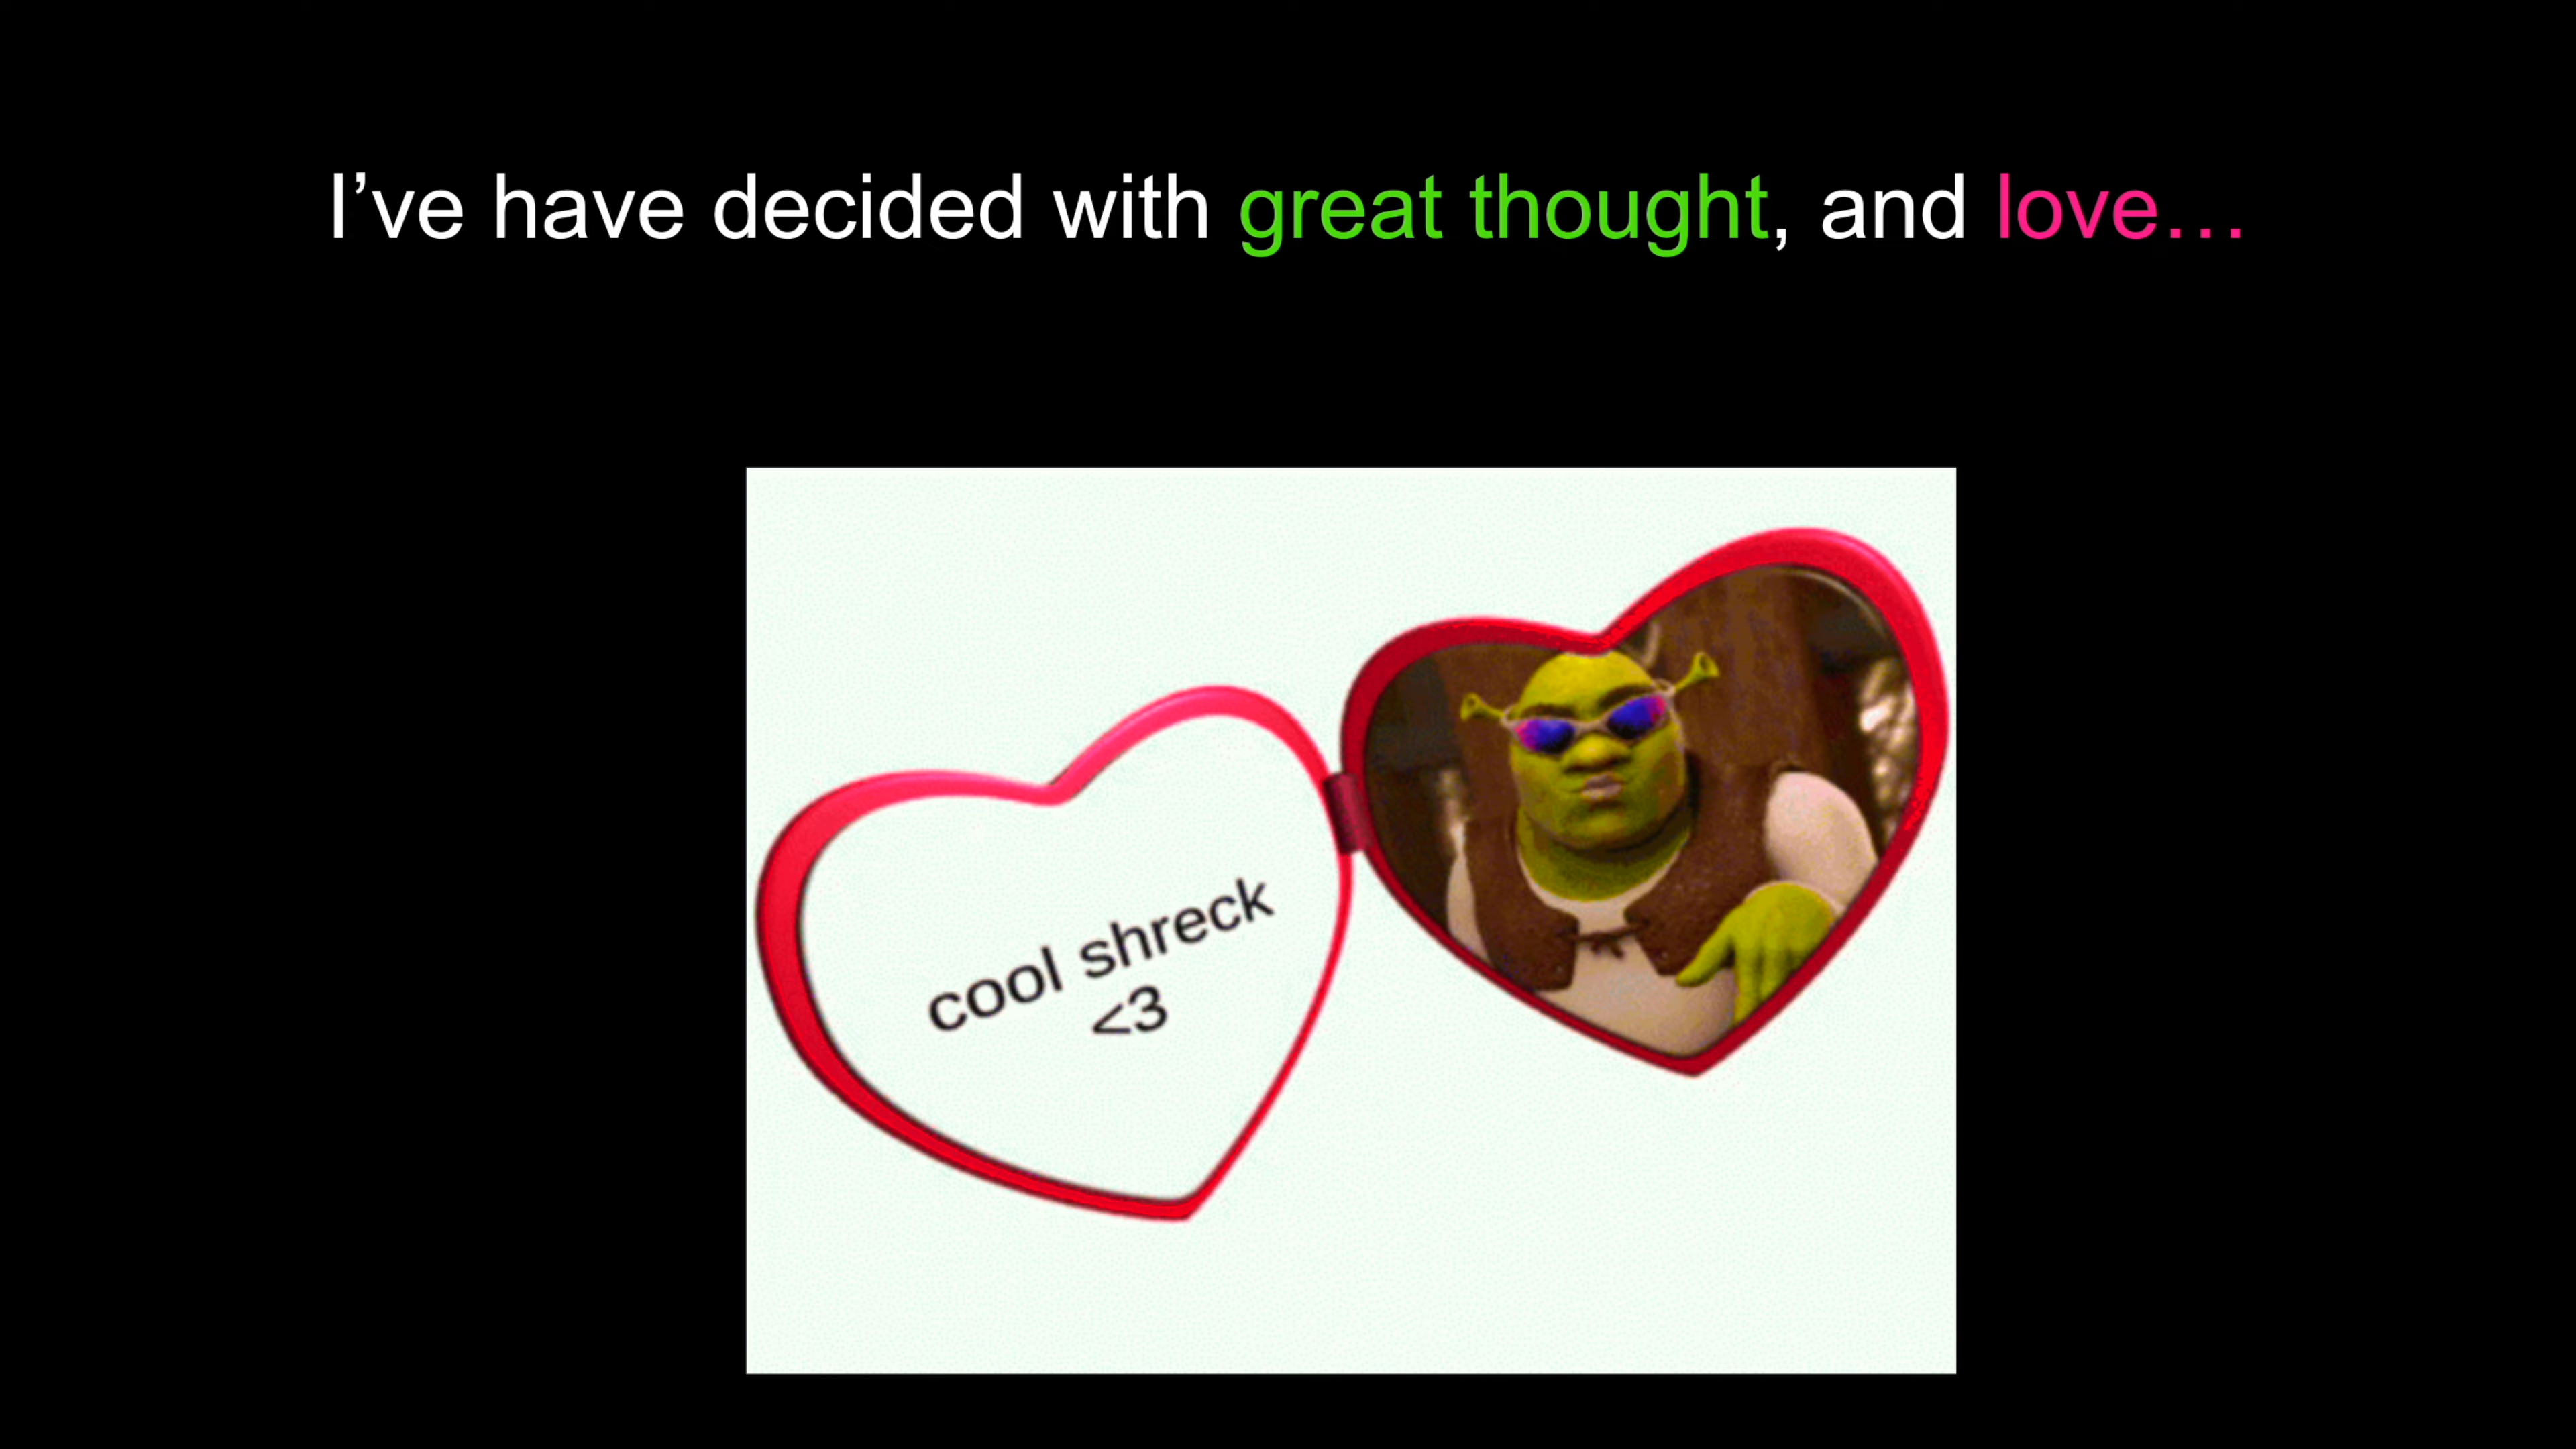 I’ve have decided with great thought, and love…
cool shreck
<3